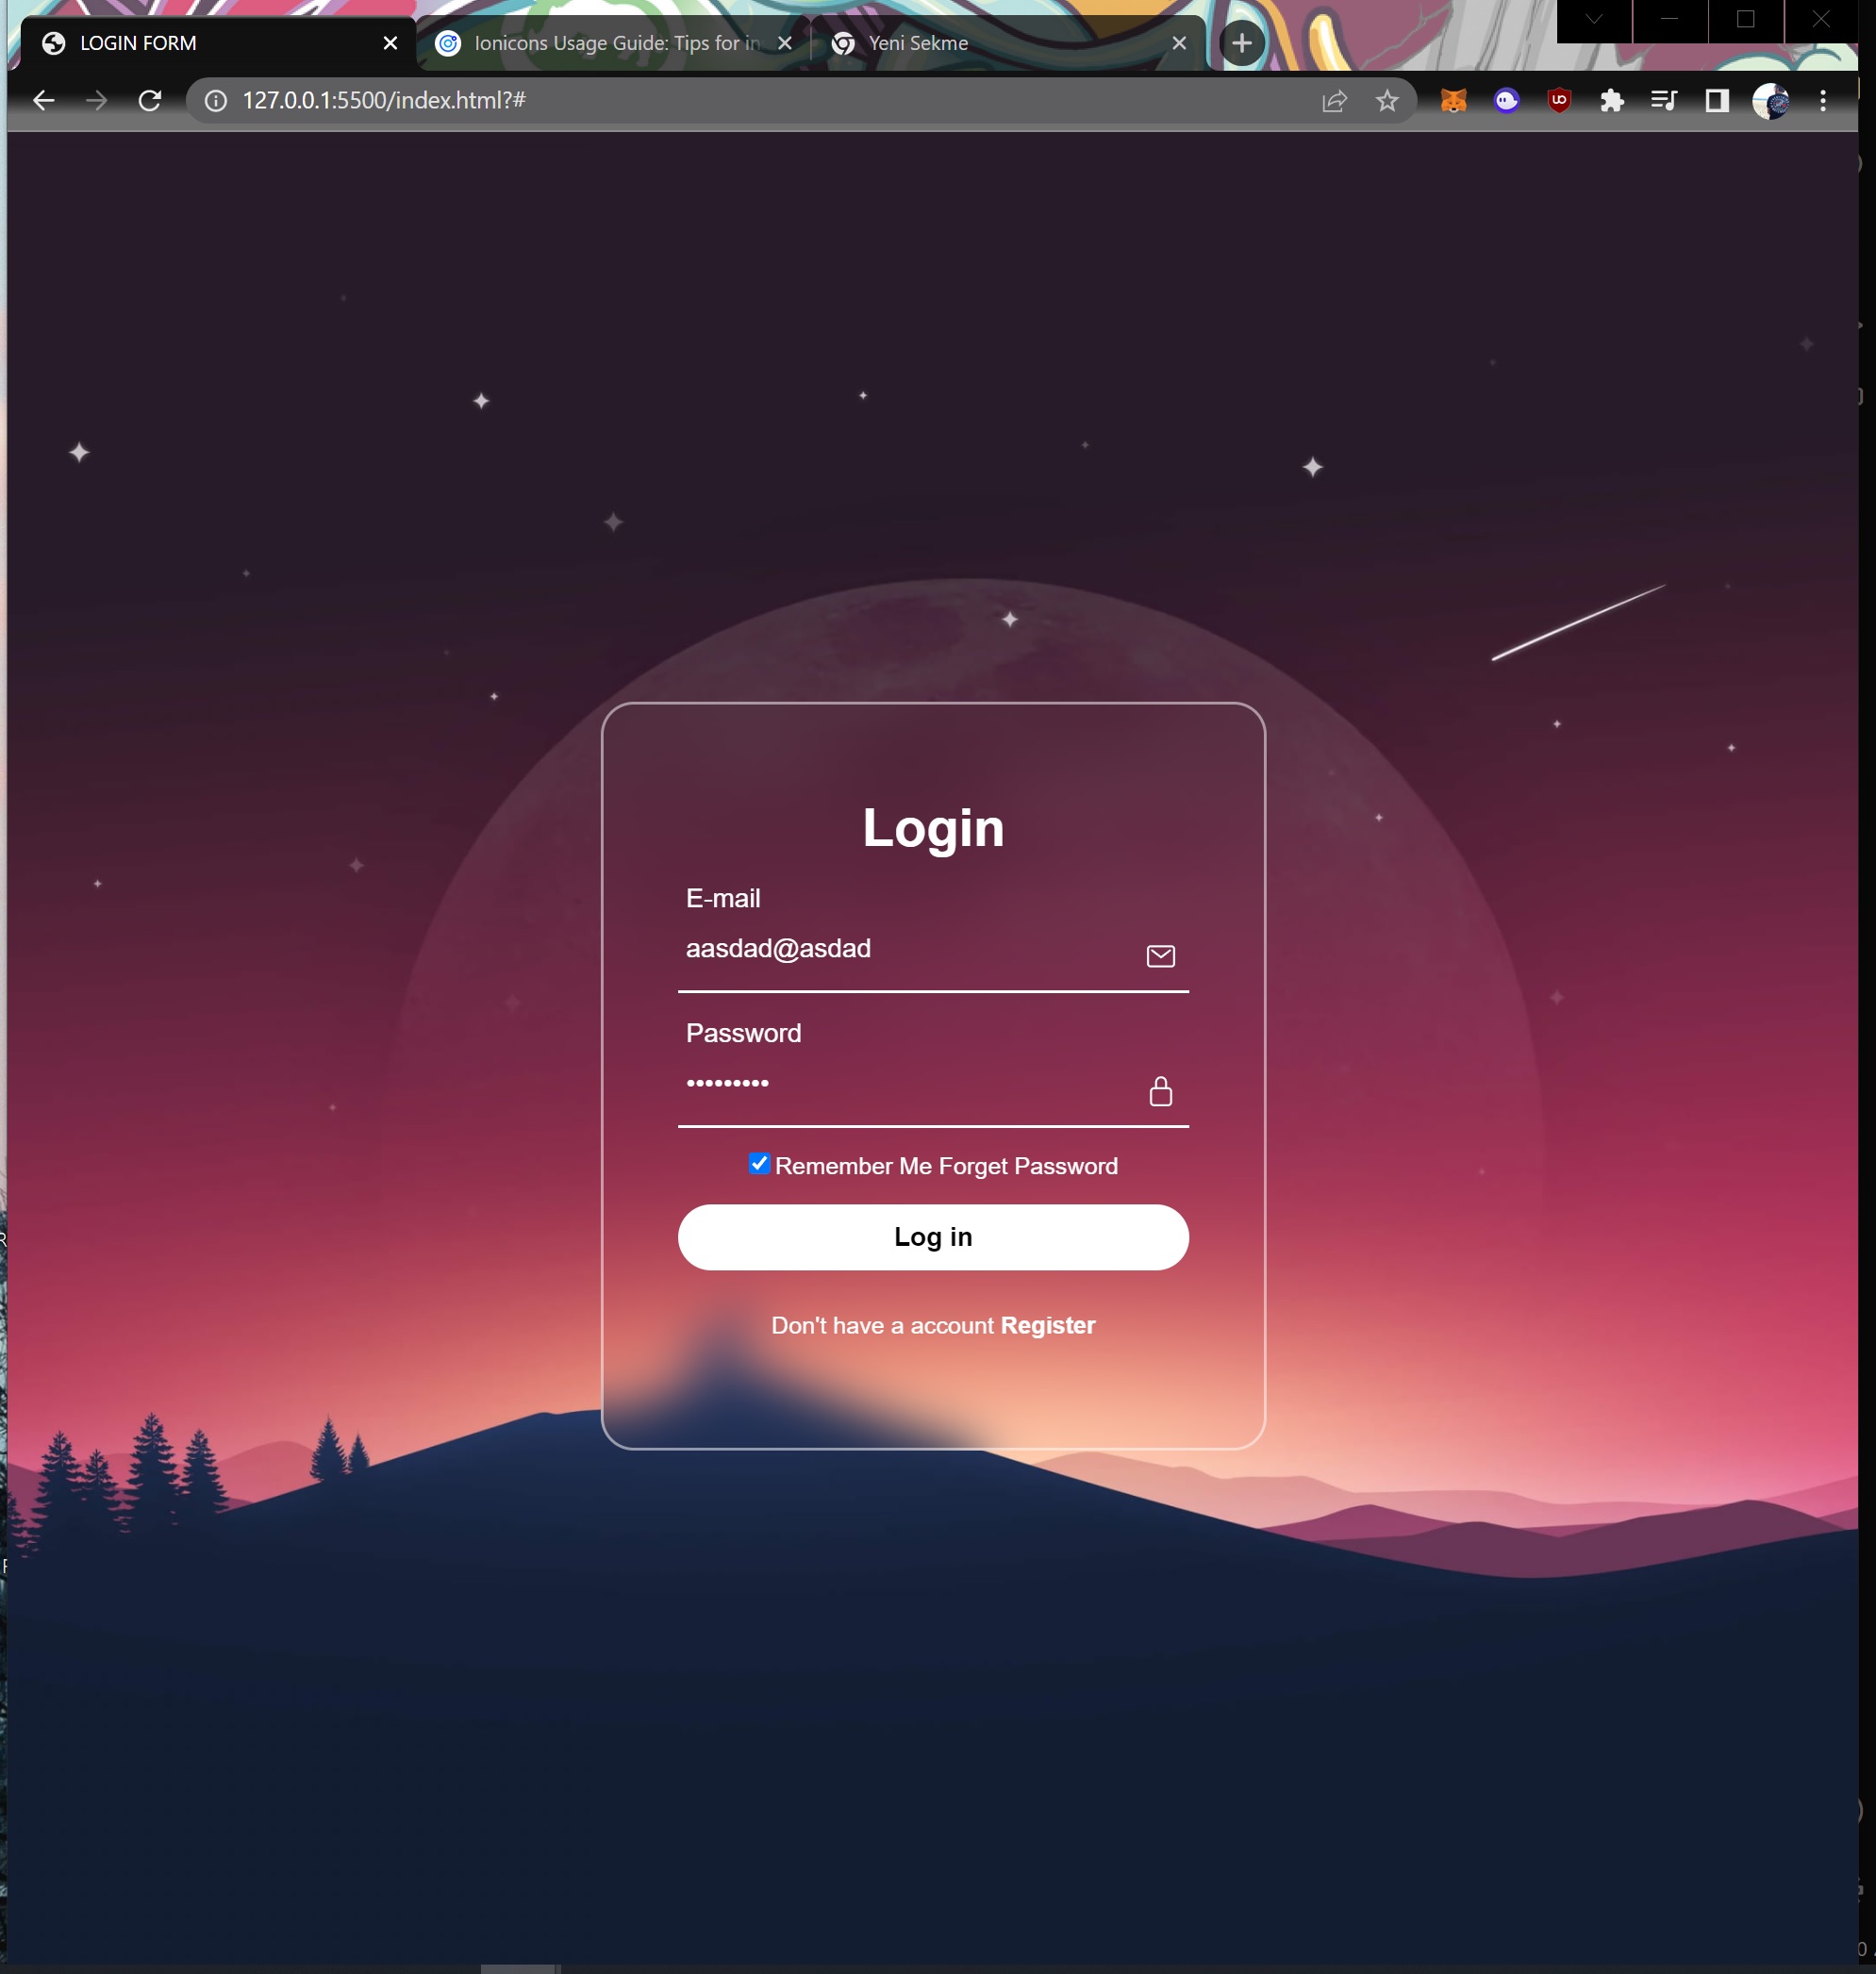 LOGIN FORM
Ionicons Usage Guide: Tips for in
Yeni Sekme
127.0.0.1:5500/index.html?#
Login
E-mail
aasdad@asdad
Password
•••••••••
Remember Me Forget Password
Log in
Don't have a account Register